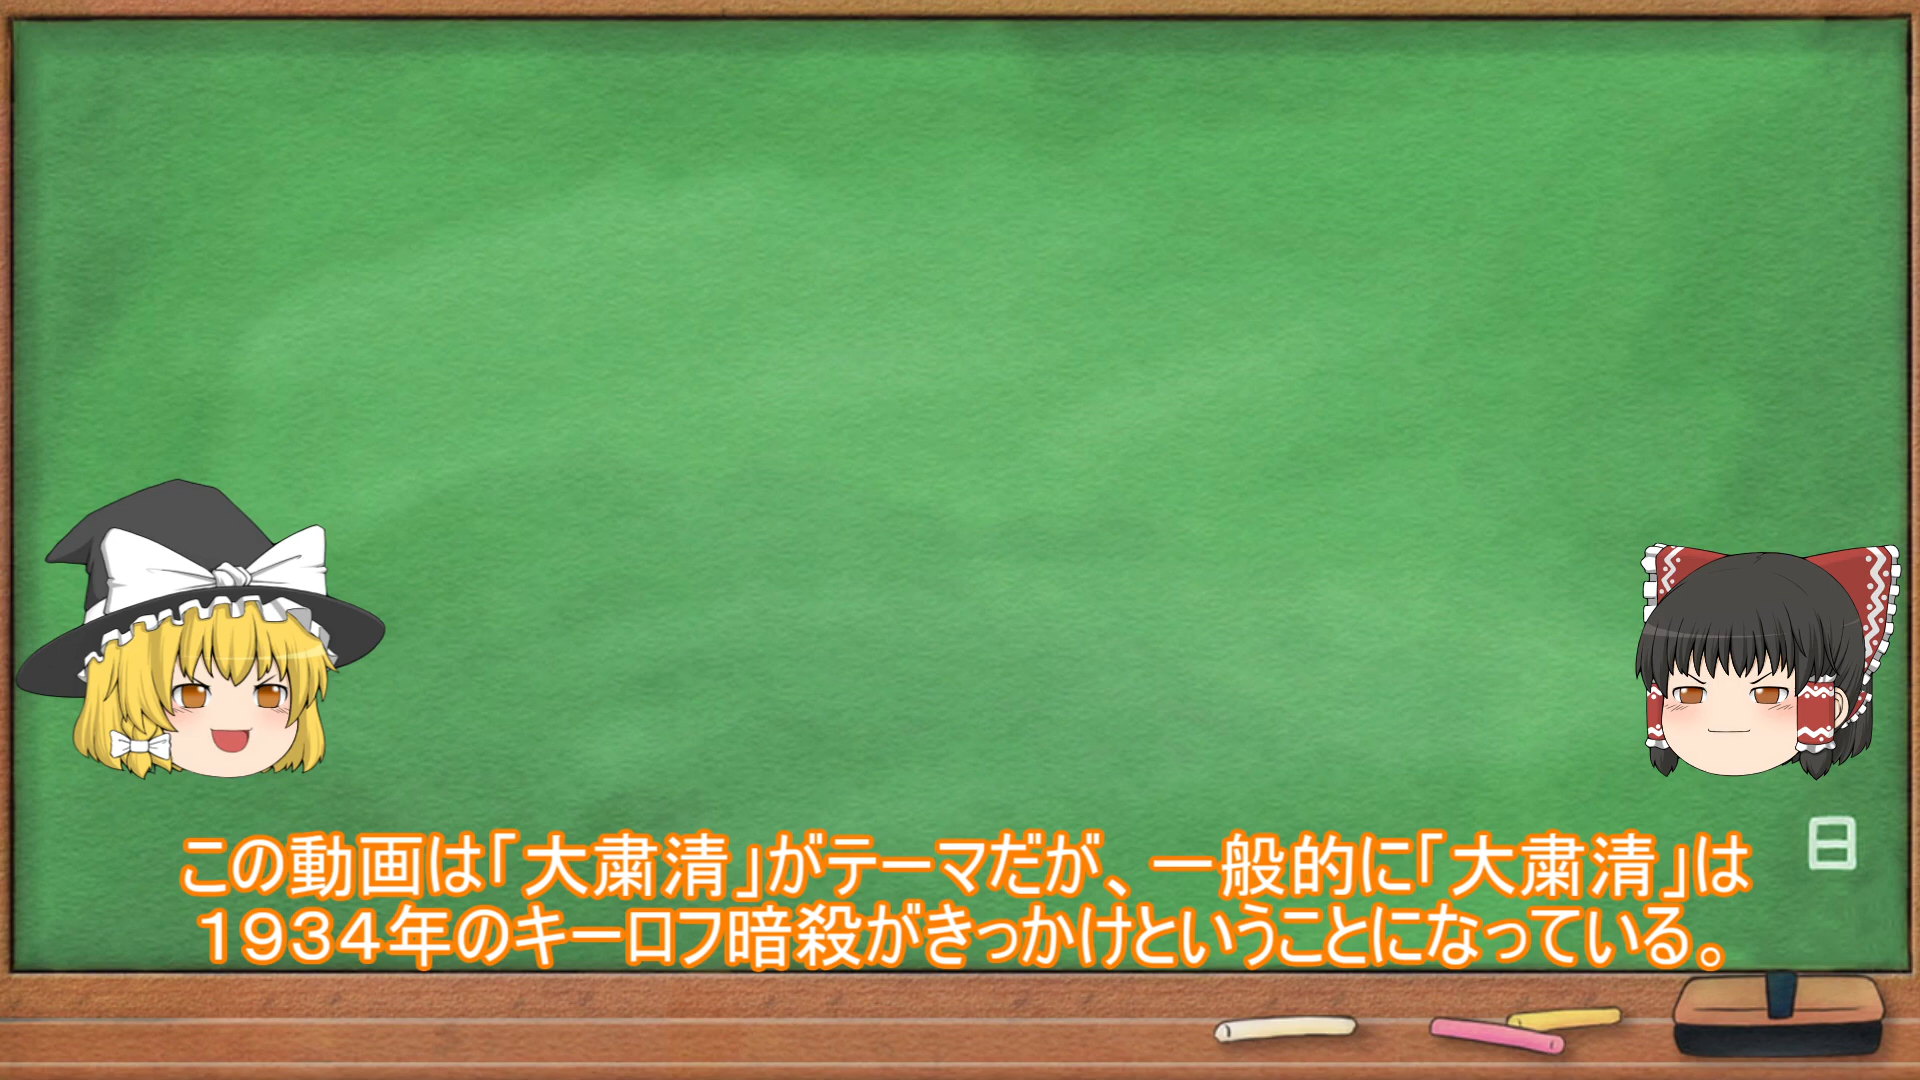 この動画は「大粛清」がテーマだが、一般的に「大粛清」は
１９３４年のキーロフ暗殺がきっかけということになっている。
日